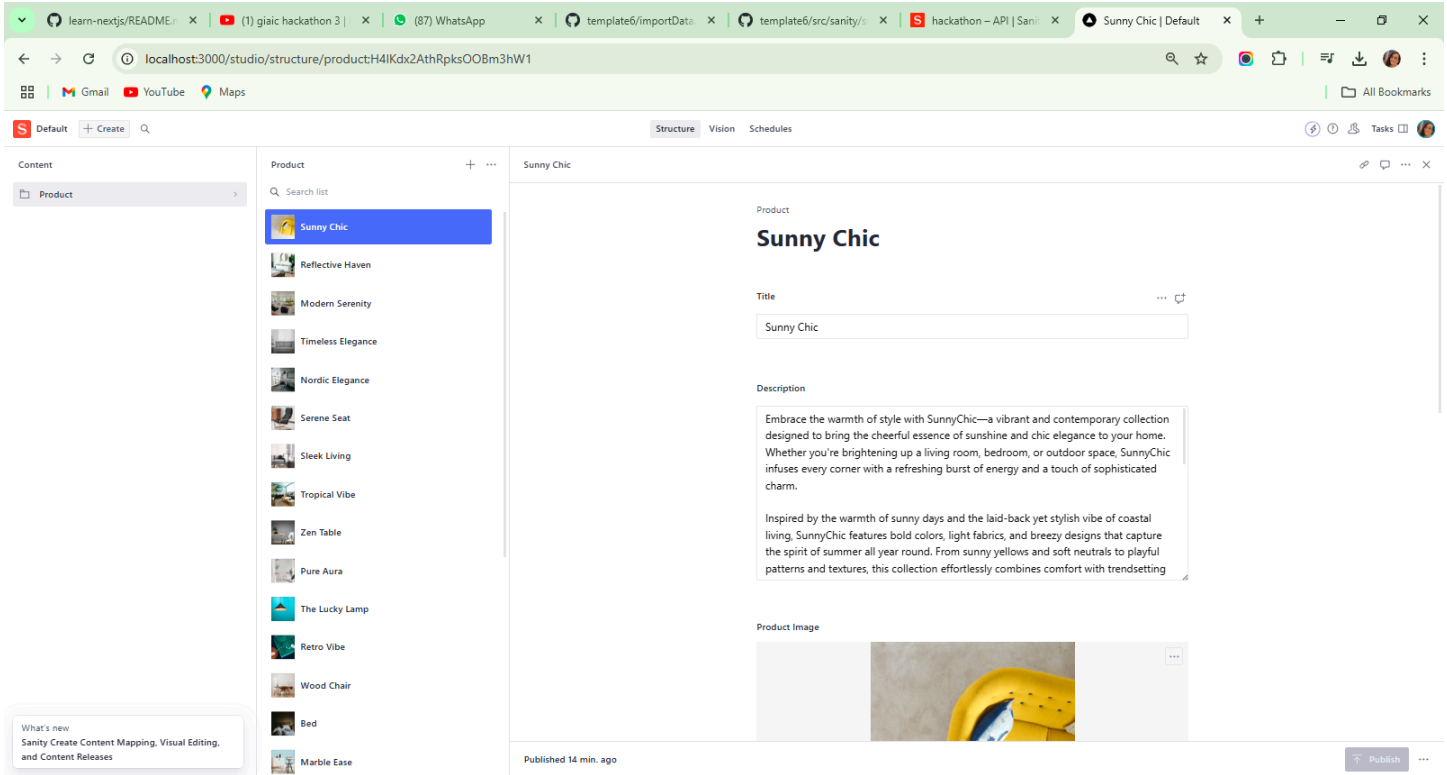 learn-nextjs/README.m
(1) giaic hackathon 3 |
(87) WhatsApp
template6/importData.
template6/src/sanity/s
hackathon – API | Sani
Sunny Chic | Default
localhost:3000/studio/structure/product:H4lKdx2AthRpksOOBm3hW1
Gmail
YouTube
Maps
All Bookmarks
S Default
+ Create
Structure
Vision
Schedules
Tasks
Content
Product
Product
Search list
Sunny Chic
Reflective Haven
Modern Serenity
Timeless Elegance
Nordic Elegance
Serene Seat
Sleek Living
Tropical Vibe
Zen Table
Pure Aura
The Lucky Lamp
Retro Vibe
Wood Chair
Bed
Marble Ease
What's new
Sanity Create Content Mapping, Visual Editing,
and Content Releases
Sunny Chic
Product
Sunny Chic
Title
Sunny Chic
Description
Embrace the warmth of style with SunnyChic—a vibrant and contemporary collection
designed to bring the cheerful essence of sunshine and chic elegance to your home.
Whether you're brightening up a living room, bedroom, or outdoor space, SunnyChic
infuses every corner with a refreshing burst of energy and a touch of sophisticated
charm.
Inspired by the warmth of sunny days and the laid-back yet stylish vibe of coastal
living, SunnyChic features bold colors, light fabrics, and breezy designs that capture
the spirit of summer all year round. From sunny yellows and soft neutrals to playful
patterns and textures, this collection effortlessly combines comfort with trendsetting
Product Image
Published 14 min. ago
Publish